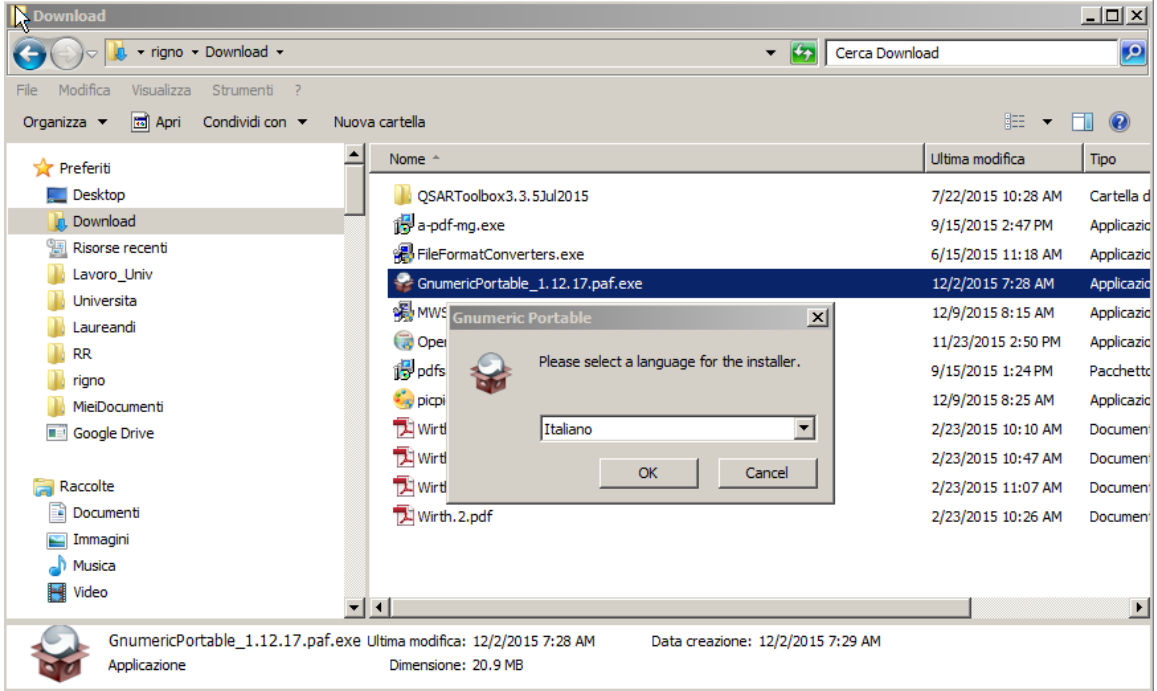 Download
righo Download
Cerca Download
File Modifica Visualizza Strumenti ?
Organizza Apri Condividi con Nuova cartella
Preferiti
Desktop
Download
Risorse recenti
Lavoro_Univ
Universita
Laureandi
RR
rigno
MieiDocumenti
Google Drive
Raccolte
Documenti
Immagini
Musica
Video
Nome Ultima modifica Tipo
QSARToolbox3.3.5Jul2015 7/22/2015 10:28 AM Cartella d
a-pdf-mg.exe 9/15/2015 2:47 PM Applicazio
FileFormatConverters.exe 6/15/2015 11:18 AM Applicazio
GnumericPortable_1.12.17.paf.exe 12/2/2015 7:28 AM Applicazio
MWS 12/9/2015 8:15 AM Applicazio
Ope 11/23/2015 2:50 PM Applicazio
pdfs 9/15/2015 1:24 PM Pacchetto
picpi 12/9/2015 8:25 AM Applicazio
Wirt 2/23/2015 10:10 AM Documen
Wirt 2/23/2015 10:47 AM Documen
Wirt 2/23/2015 11:07 AM Documen
Wirth.2.pdf 2/23/2015 10:26 AM Documen
Gnumeric Portable
Please select a language for the installer.
Italiano
OK Cancel
GnumericPortable_1.12.17.paf.exe Ultima modifica: 12/2/2015 7:28 AM Data creazione: 12/2/2015 7:29 AM
Applicazione Dimensione: 20.9 MB